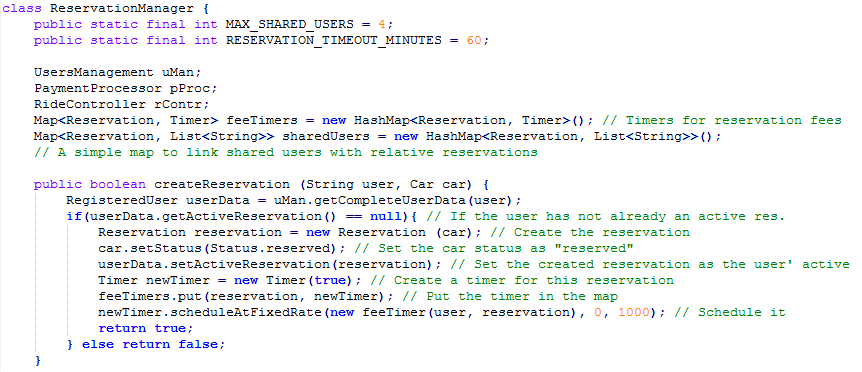 class ReservationManager {
    public static final int MAX_SHARED_USERS = 4;
    public static final int RESERVATION_TIMEOUT_MINUTES = 60;

    UsersManagement uMan;
    PaymentProcessor pProc;
    RideController rContr;
    Map<Reservation, Timer> feeTimers = new HashMap<Reservation, Timer>(); // Timers for reservation fees
    Map<Reservation, List<String>> sharedUsers = new HashMap<Reservation, List<String>>();
    // A simple map to link shared users with relative reservations

    public boolean createReservation (String user, Car car) {
        RegisteredUser userData = uMan.getCompleteUserData(user);
        if(userData.getActiveReservation() == null){ // If the user has not already an active res.
            Reservation reservation = new Reservation (car); // Create the reservation
            car.setStatus(Status.reserved); // Set the car status as "reserved"
            userData.setActiveReservation(reservation); // Set the created reservation as the user' active
            Timer newTimer = new Timer(true); // Create a timer for this reservation
            feeTimers.put(reservation, newTimer); // Put the timer in the map
            newTimer.scheduleAtFixedRate(new feeTimer(user, reservation), 0, 1000); // Schedule it
            return true;
        } else return false;
    }